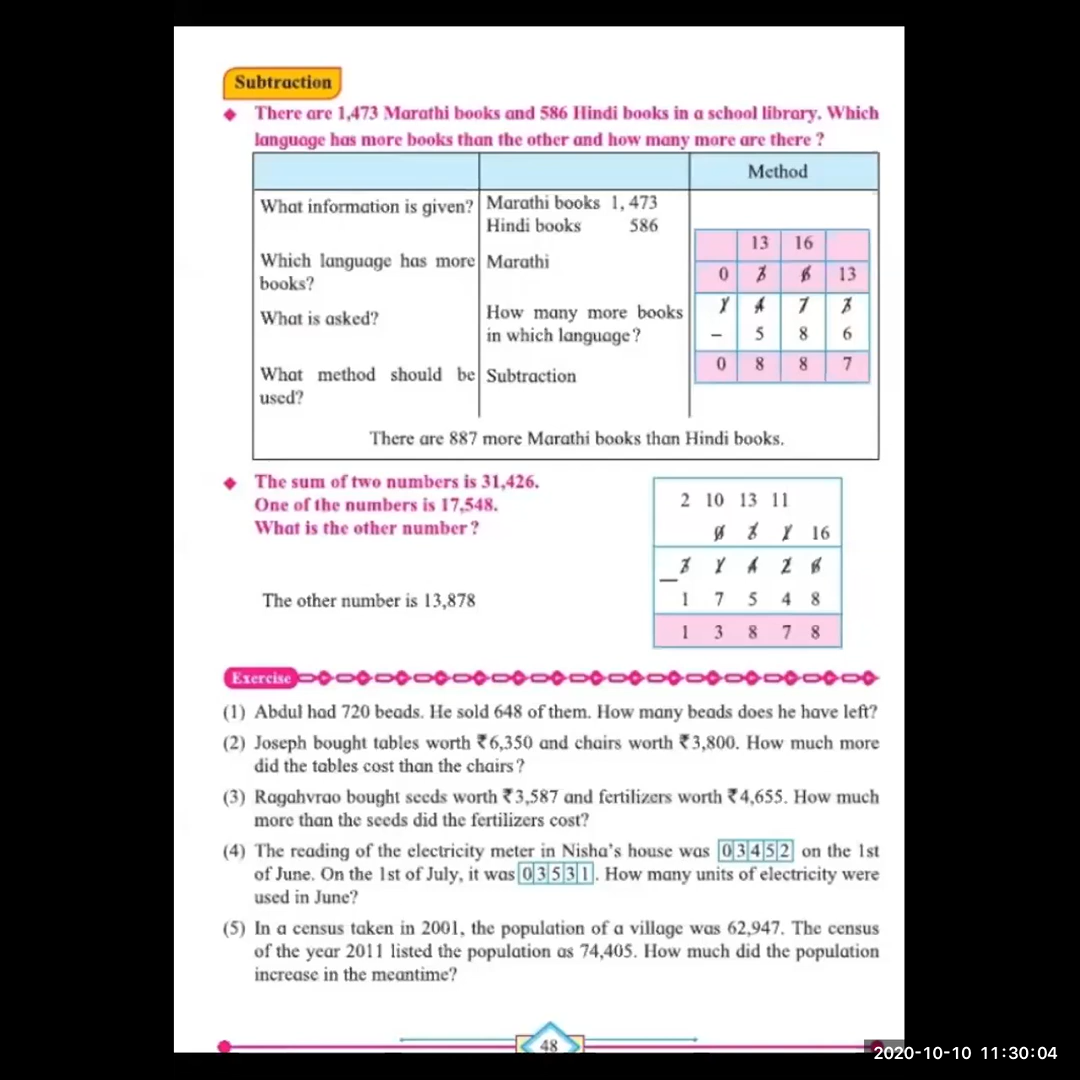 Subtraction
There are 1,473 Marathi books and 586 Hindi books in a school library. Which
language has more books than the other and how many more are there ?
Method
What information is given?
Marathi books 1, 473
Hindi books 586
Which language has more
books?
Marathi
What is asked?
How many more books
in which language?
What method should be
used?
Subtraction
13 16
0 3 6 13
1 4 7 3
– 5 8 6
0 8 8 7
There are 887 more Marathi books than Hindi books.
The sum of two numbers is 31,426.
One of the numbers is 17,548.
What is the other number?
The other number is 13,878
2 10 13 11
0 3 1 16
– 3 1 4 2 6
1 7 5 4 8
1 3 8 7 8
Exercise
(1) Abdul had 720 beads. He sold 648 of them. How many beads does he have left?
(2) Joseph bought tables worth ₹6,350 and chairs worth ₹3,800. How much more
did the tables cost than the chairs?
(3) Ragahvrao bought seeds worth ₹3,587 and fertilizers worth ₹4,655. How much
more than the seeds did the fertilizers cost?
(4) The reading of the electricity meter in Nisha's house was 03452 on the 1st
of June. On the 1st of July, it was 03531. How many units of electricity were
used in June?
(5) In a census taken in 2001, the population of a village was 62,947. The census
of the year 2011 listed the population as 74,405. How much did the population
increase in the meantime?
48
2020-10-10 11:30:04